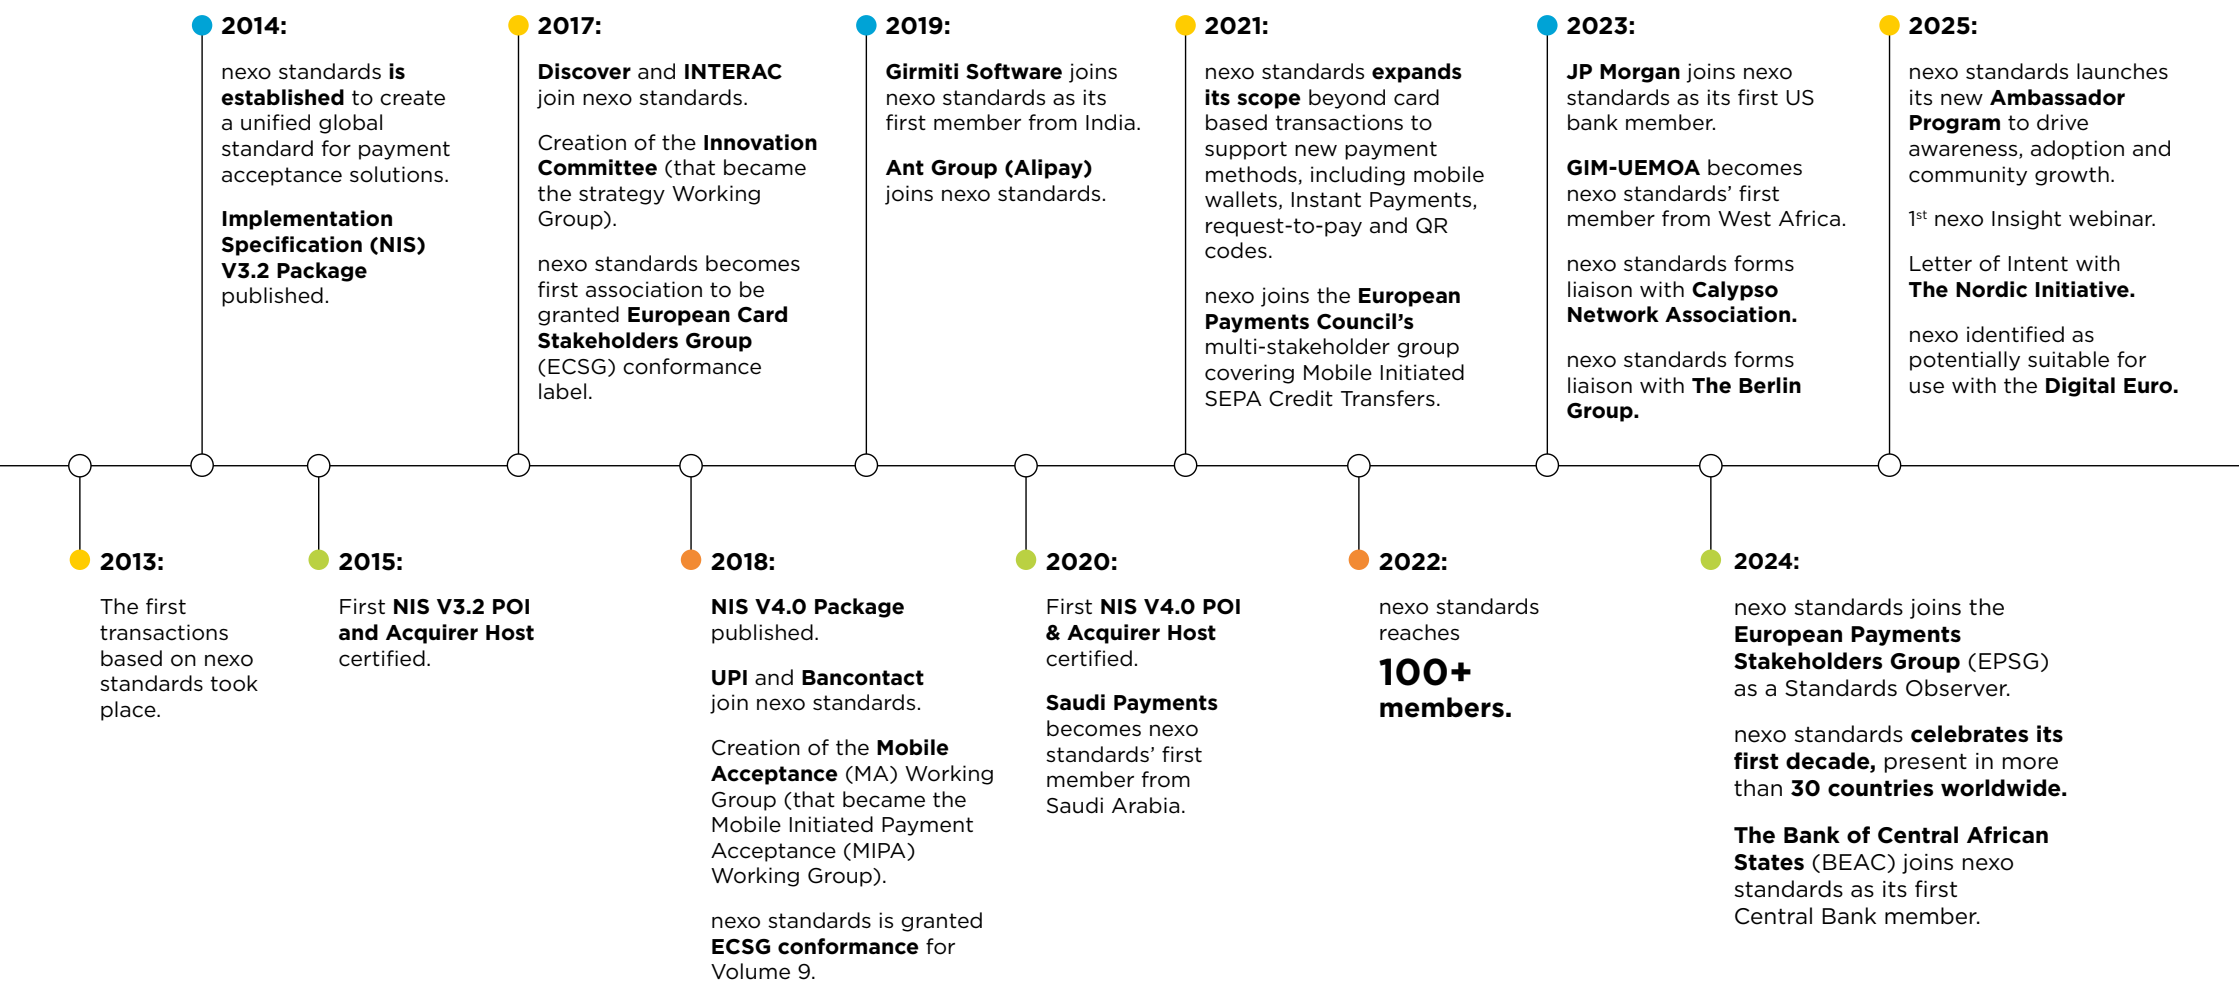 2014:
nexo standards is
established to create
a unified global
standard for payment
acceptance solutions.
Implementation
Specification (NIS)
V3.2 Package
published.
2017:
Discover and INTERAC
join nexo standards.
Creation of the Innovation
Committee (that became
the strategy Working
Group).
nexo standards becomes
first association to be
granted European Card
Stakeholders Group
(ECSG) conformance
label.
2019:
Girmiti Software joins
nexo standards as its
first member from India.
Ant Group (Alipay)
joins nexo standards.
2021:
nexo standards expands
its scope beyond card
based transactions to
support new payment
methods, including mobile
wallets, Instant Payments,
request-to-pay and QR
codes.
nexo joins the European
Payments Council’s
multi-stakeholder group
covering Mobile Initiated
SEPA Credit Transfers.
2023:
JP Morgan joins nexo
standards as its first US
bank member.
GIM-UEMOA becomes
nexo standards’ first
member from West Africa.
nexo standards forms
liaison with Calypso
Network Association.
nexo standards forms
liaison with The Berlin
Group.
2025:
nexo standards launches
its new Ambassador
Program to drive
awareness, adoption and
community growth.
1st nexo Insight webinar.
Letter of Intent with
The Nordic Initiative.
nexo identified as
potentially suitable for
use with the Digital Euro.
2013:
The first
transactions
based on nexo
standards took
place.
2015:
First NIS V3.2 POI
and Acquirer Host
certified.
2018:
NIS V4.0 Package
published.
UPI and Bancontact
join nexo standards.
Creation of the Mobile
Acceptance (MA) Working
Group (that became the
Mobile Initiated Payment
Acceptance (MIPA)
Working Group).
nexo standards is granted
ECSG conformance for
Volume 9.
2020:
First NIS V4.0 POI
& Acquirer Host
certified.
Saudi Payments
becomes nexo
standards’ first
member from
Saudi Arabia.
2022:
nexo standards
reaches
100+
members.
2024:
nexo standards joins the
European Payments
Stakeholders Group (EPSG)
as a Standards Observer.
nexo standards celebrates its
first decade, present in more
than 30 countries worldwide.
The Bank of Central African
States (BEAC) joins nexo
standards as its first
Central Bank member.